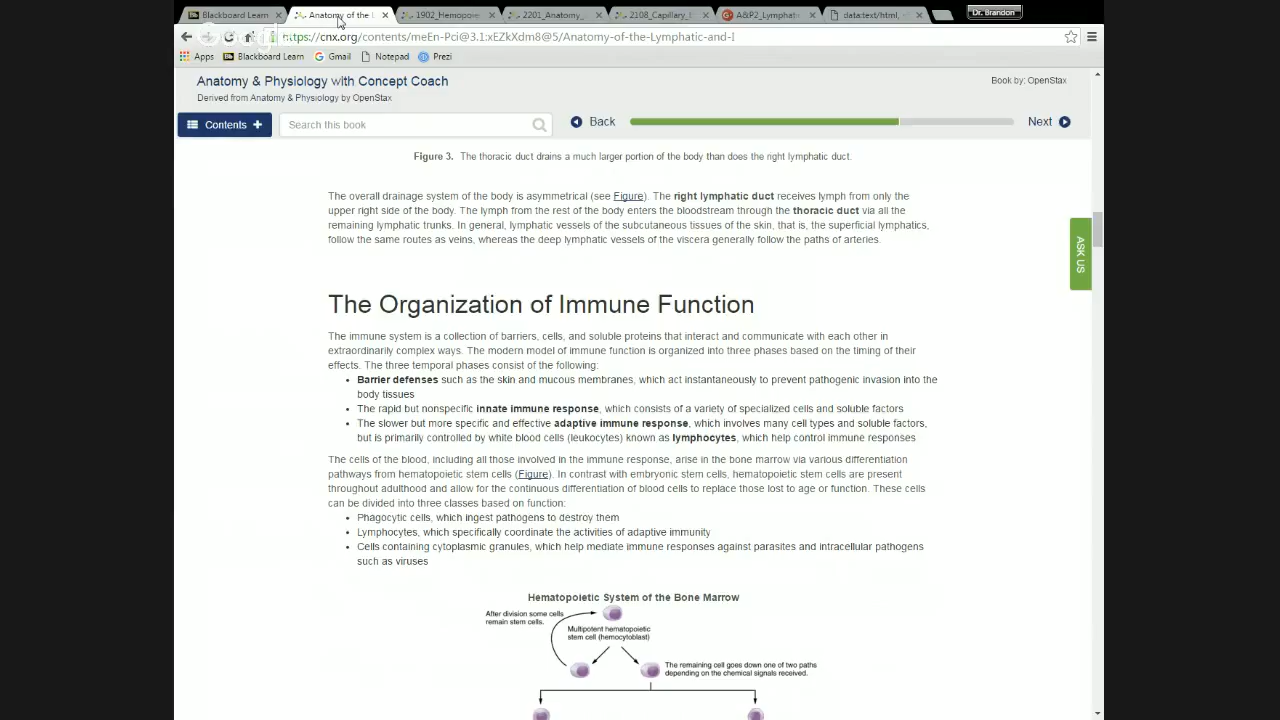 Blackboard Learn
Anatomy of the
1902_Hemopoie
2201_Anatomy_
2108_Capillary_
A&P2_Lymphati
data:text/html,
Dr. Brandon
https://cnx.org/contents/meEn-Pci@3.1:xEZkXdm8@5/Anatomy-of-the-Lymphatic-and-I
Apps Blackboard Learn Gmail Notepad Prezi
Anatomy & Physiology with Concept Coach
Book by: OpenStax
Derived from Anatomy & Physiology by OpenStax
Contents +
Search this book
Back
Next
Figure 3. The thoracic duct drains a much larger portion of the body than does the right lymphatic duct.
The overall drainage system of the body is asymmetrical (see Figure). The right lymphatic duct receives lymph from only the
upper right side of the body. The lymph from the rest of the body enters the bloodstream through the thoracic duct via all the
remaining lymphatic trunks. In general, lymphatic vessels of the subcutaneous tissues of the skin, that is, the superficial lymphatics,
follow the same routes as veins, whereas the deep lymphatic vessels of the viscera generally follow the paths of arteries.
ASK US
The Organization of Immune Function
The immune system is a collection of barriers, cells, and soluble proteins that interact and communicate with each other in
extraordinarily complex ways. The modern model of immune function is organized into three phases based on the timing of their
effects. The three temporal phases consist of the following:
• Barrier defenses such as the skin and mucous membranes, which act instantaneously to prevent pathogenic invasion into the
body tissues
• The rapid but nonspecific innate immune response, which consists of a variety of specialized cells and soluble factors
• The slower but more specific and effective adaptive immune response, which involves many cell types and soluble factors,
but is primarily controlled by white blood cells (leukocytes) known as lymphocytes, which help control immune responses
The cells of the blood, including all those involved in the immune response, arise in the bone marrow via various differentiation
pathways from hematopoietic stem cells (Figure). In contrast with embryonic stem cells, hematopoietic stem cells are present
throughout adulthood and allow for the continuous differentiation of blood cells to replace those lost to age or function. These cells
can be divided into three classes based on function:
• Phagocytic cells, which ingest pathogens to destroy them
• Lymphocytes, which specifically coordinate the activities of adaptive immunity
• Cells containing cytoplasmic granules, which help mediate immune responses against parasites and intracellular pathogens
such as viruses
Hematopoietic System of the Bone Marrow
After division some cells
remain stem cells.
Multipotent hematopoietic
stem cell (hemocytoblast)
The remaining cell goes down one of two paths
depending on the chemical signals received.